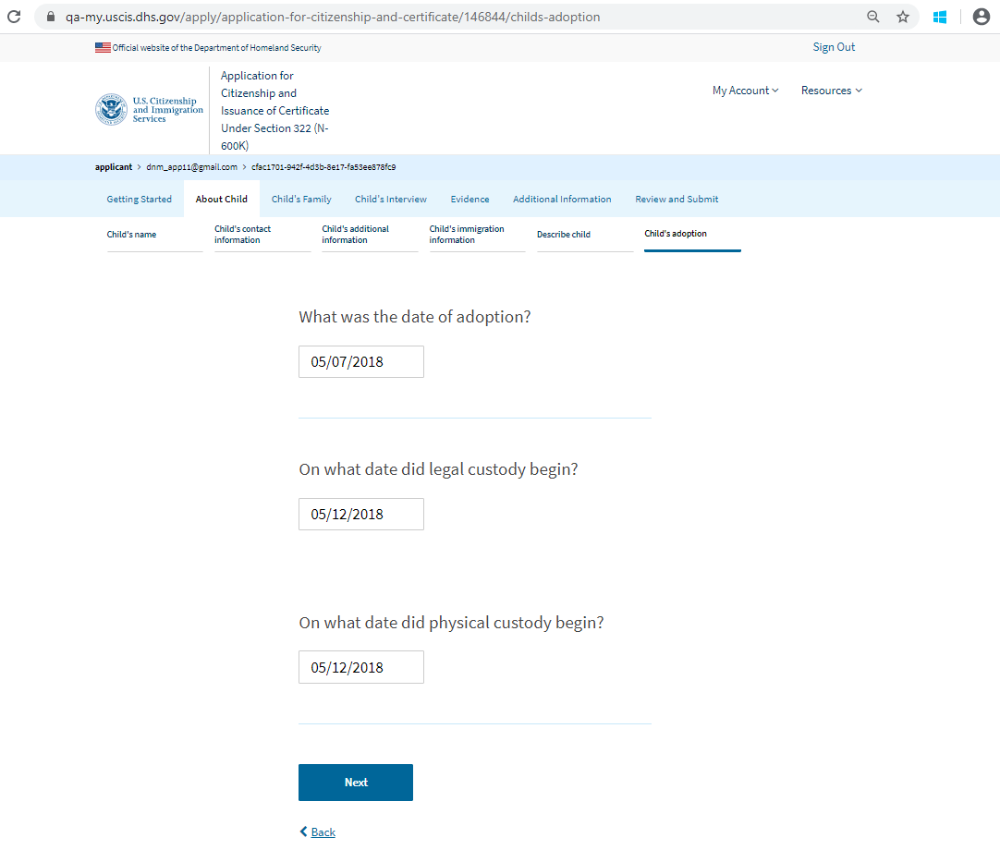 qa-my.uscis.dhs.gov/apply/application-for-citizenship-and-certificate/146844/childs-adoption
Official website of the Department of Homeland Security
Sign Out
U.S. Citizenship
and Immigration
Services
Application for
Citizenship and
Issuance of Certificate
Under Section 322 (N-
600K)
My Account
Resources
applicant > dnm_app11@gmail.com > cfac1701-942f-4d3b-8e17-fa53ee878fc9
Getting Started About Child Child's Family Child's Interview Evidence Additional Information Review and Submit
Child's name
Child's contact
information
Child's additional
information
Child's immigration
information
Describe child
Child's adoption
What was the date of adoption?
05/07/2018
On what date did legal custody begin?
05/12/2018
On what date did physical custody begin?
05/12/2018
Next
Back